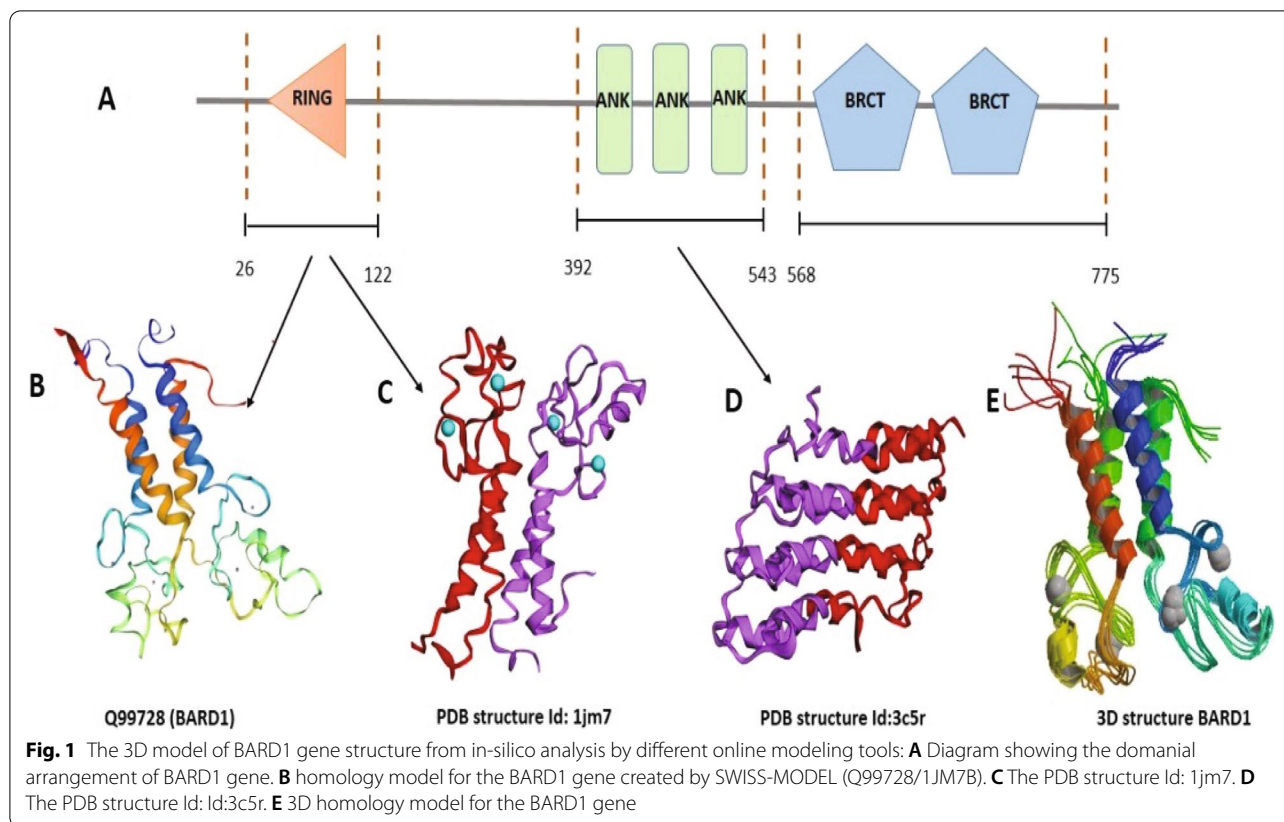 A
RING
ANK ANK ANK
BRCT BRCT
26 122 392 543 568 775
B C D E
Q99728 (BARD1) PDB structure Id: 1jm7 PDB structure Id:3c5r 3D structure BARD1
Fig. 1 The 3D model of BARD1 gene structure from in-silico analysis by different online modeling tools: A Diagram showing the domanial
arrangement of BARD1 gene. B homology model for the BARD1 gene created by SWISS-MODEL (Q99728/1JM7B). C The PDB structure Id: 1jm7. D
The PDB structure Id: Id:3c5r. E 3D homology model for the BARD1 gene